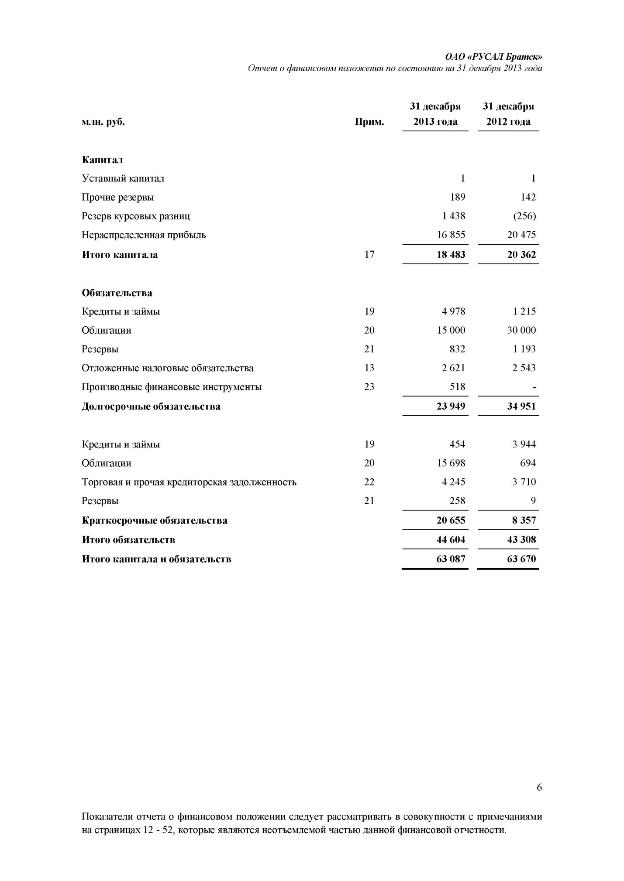 ОАО «РУСАЛ Братск»
Отчет о финансовом положении по состоянию на 31 декабря 2013 года
31 декабря 31 декабря
млн. руб. Прим. 2013 года 2012 года
Капитал
Уставный капитал 1 1
Прочие резервы 189 142
Резерв курсовых разниц 1 438 (256)
Нераспределенная прибыль 16 855 20 475
Итого капитала 17 18 483 20 362
Обязательства
Кредиты и займы 19 4 978 1 215
Облигации 20 15 000 30 000
Резервы 21 832 1 193
Отложенные налоговые обязательства 13 2 621 2 543
Производные финансовые инструменты 23 518 -
Долгосрочные обязательства 23 949 34 951
Кредиты и займы 19 454 3 944
Облигации 20 15 698 694
Торговая и прочая кредиторская задолженность 22 4 245 3 710
Резервы 21 258 9
Краткосрочные обязательства 20 655 8 357
Итого обязательств 44 604 43 308
Итого капитала и обязательств 63 087 63 670
6
Показатели отчета о финансовом положении следует рассматривать в совокупности с примечаниями
на страницах 12 - 52, которые являются неотъемлемой частью данной финансовой отчетности.